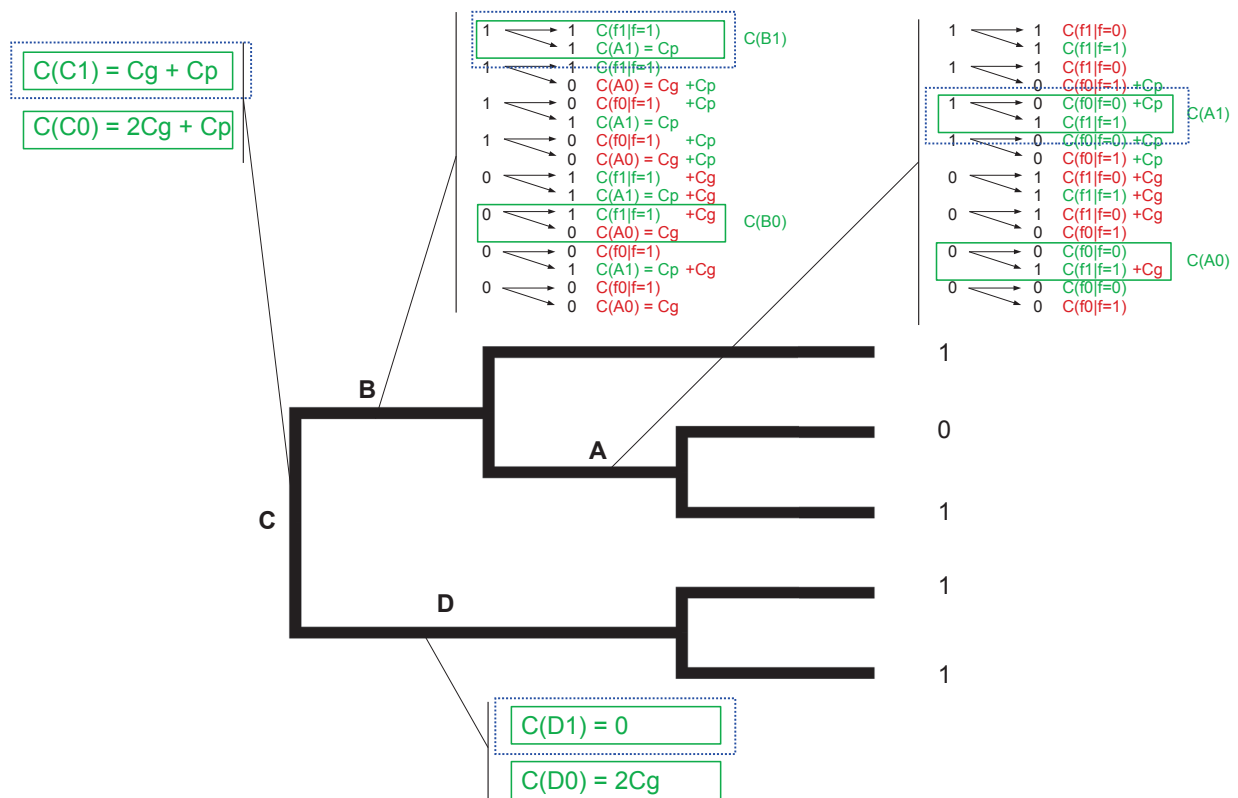 C(C1) = Cg + Cp
C(C0) = 2Cg + Cp
1 1 C(f1|f=1)
1 C(A1) = Cp
C(B1)
1 1 C(f1|f=1)
0 C(A0) = Cg +Cp
1 0 C(f0|f=1) +Cp
1 C(A1) = Cp
1 0 C(f0|f=1) +Cp
0 C(A0) = Cg +Cp
0 1 C(f1|f=1) +Cg
1 C(A1) = Cp +Cg
0 1 C(f1|f=1) +Cg
0 C(A0) = Cg
C(B0)
0 0 C(f0|f=1)
1 C(A1) = Cp +Cg
0 0 C(f0|f=1)
0 C(A0) = Cg
1 1 C(f1|f=0)
1 C(f1|f=1)
1 1 C(f1|f=0)
0 C(f0|f=1) +Cp
1 0 C(f0|f=0) +Cp
1 C(f1|f=1)
C(A1)
1 0 C(f0|f=0) +Cp
0 C(f0|f=1) +Cp
0 1 C(f1|f=0) +Cg
1 C(f1|f=1) +Cg
0 1 C(f1|f=0) +Cg
0 C(f0|f=1)
0 0 C(f0|f=0)
1 C(f1|f=1) +Cg
C(A0)
0 0 C(f0|f=0)
0 C(f0|f=1)
1
B
0
A
1
C
1
D
1
C(D1) = 0
C(D0) = 2Cg